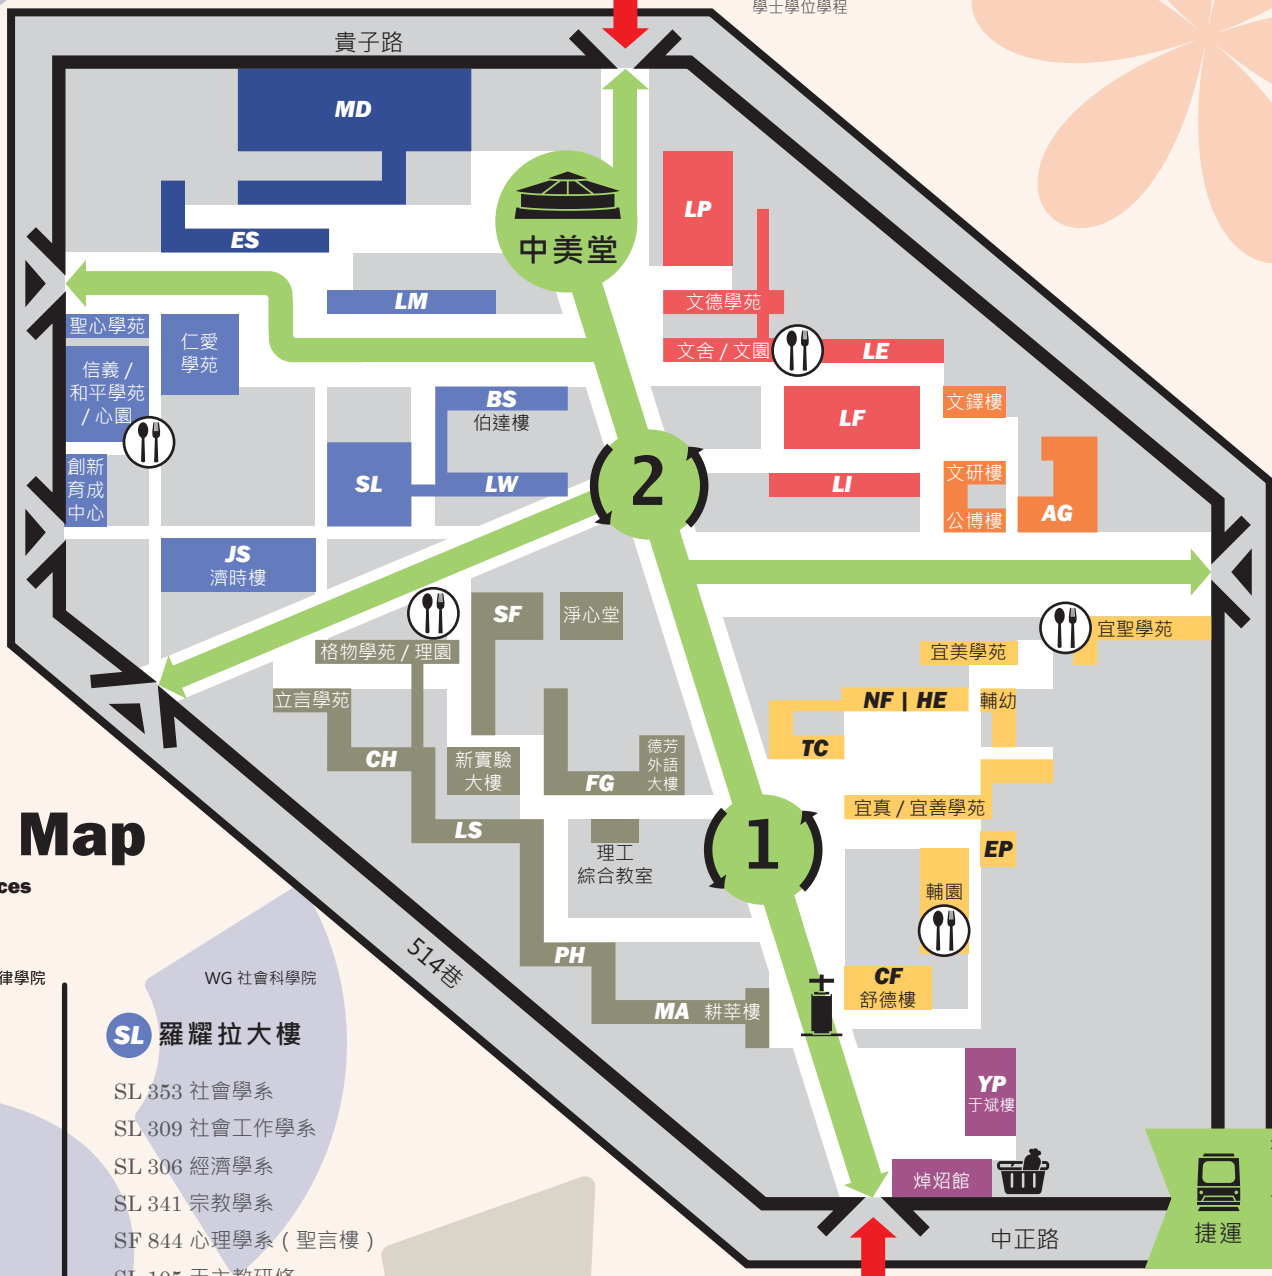 學士學位學程
貴子路
MD
LP
中美堂
ES
LM
文德學苑
文舍 / 文園
LE
聖心學苑
仁愛
學苑
信義 /
和平學苑
/ 心園
BS
伯達樓
LF
文鐸樓
創新
育成
中心
SL
LW
2
LI
文研樓
公博樓
AG
JS
濟時樓
SF
淨心堂
宜聖學苑
格物學苑 / 理園
宜美學苑
立言學苑
NF | HE
輔幼
TC
CH
新實驗
大樓
FG
德芳
外語
大樓
宜真 / 宜善學苑
LS
理工
綜合教室
1
EP
輔園
Map
ces
514巷
PH
CF
舒德樓
MA 耕莘樓
律學院
WG 社會科學院
SL 羅耀拉大樓
SL 353 社會學系
SL 309 社會工作學系
SL 306 經濟學系
SL 341 宗教學系
SF 844 心理學系 ( 聖言樓 )
SL 105 天主教研修
YP
于斌樓
焯炤館
中正路
捷運